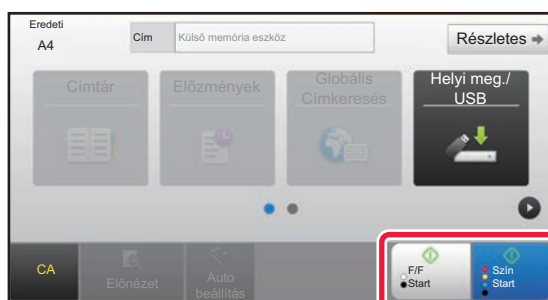 Eredeti
A4
Cím
Külső memória eszköz
Részletes
Címtár
Előzmények
Globális
Címkeresés
Helyi meg./
USB
CA
Előnézet
Auto
beállítás
F/F
Start
Szín
Start